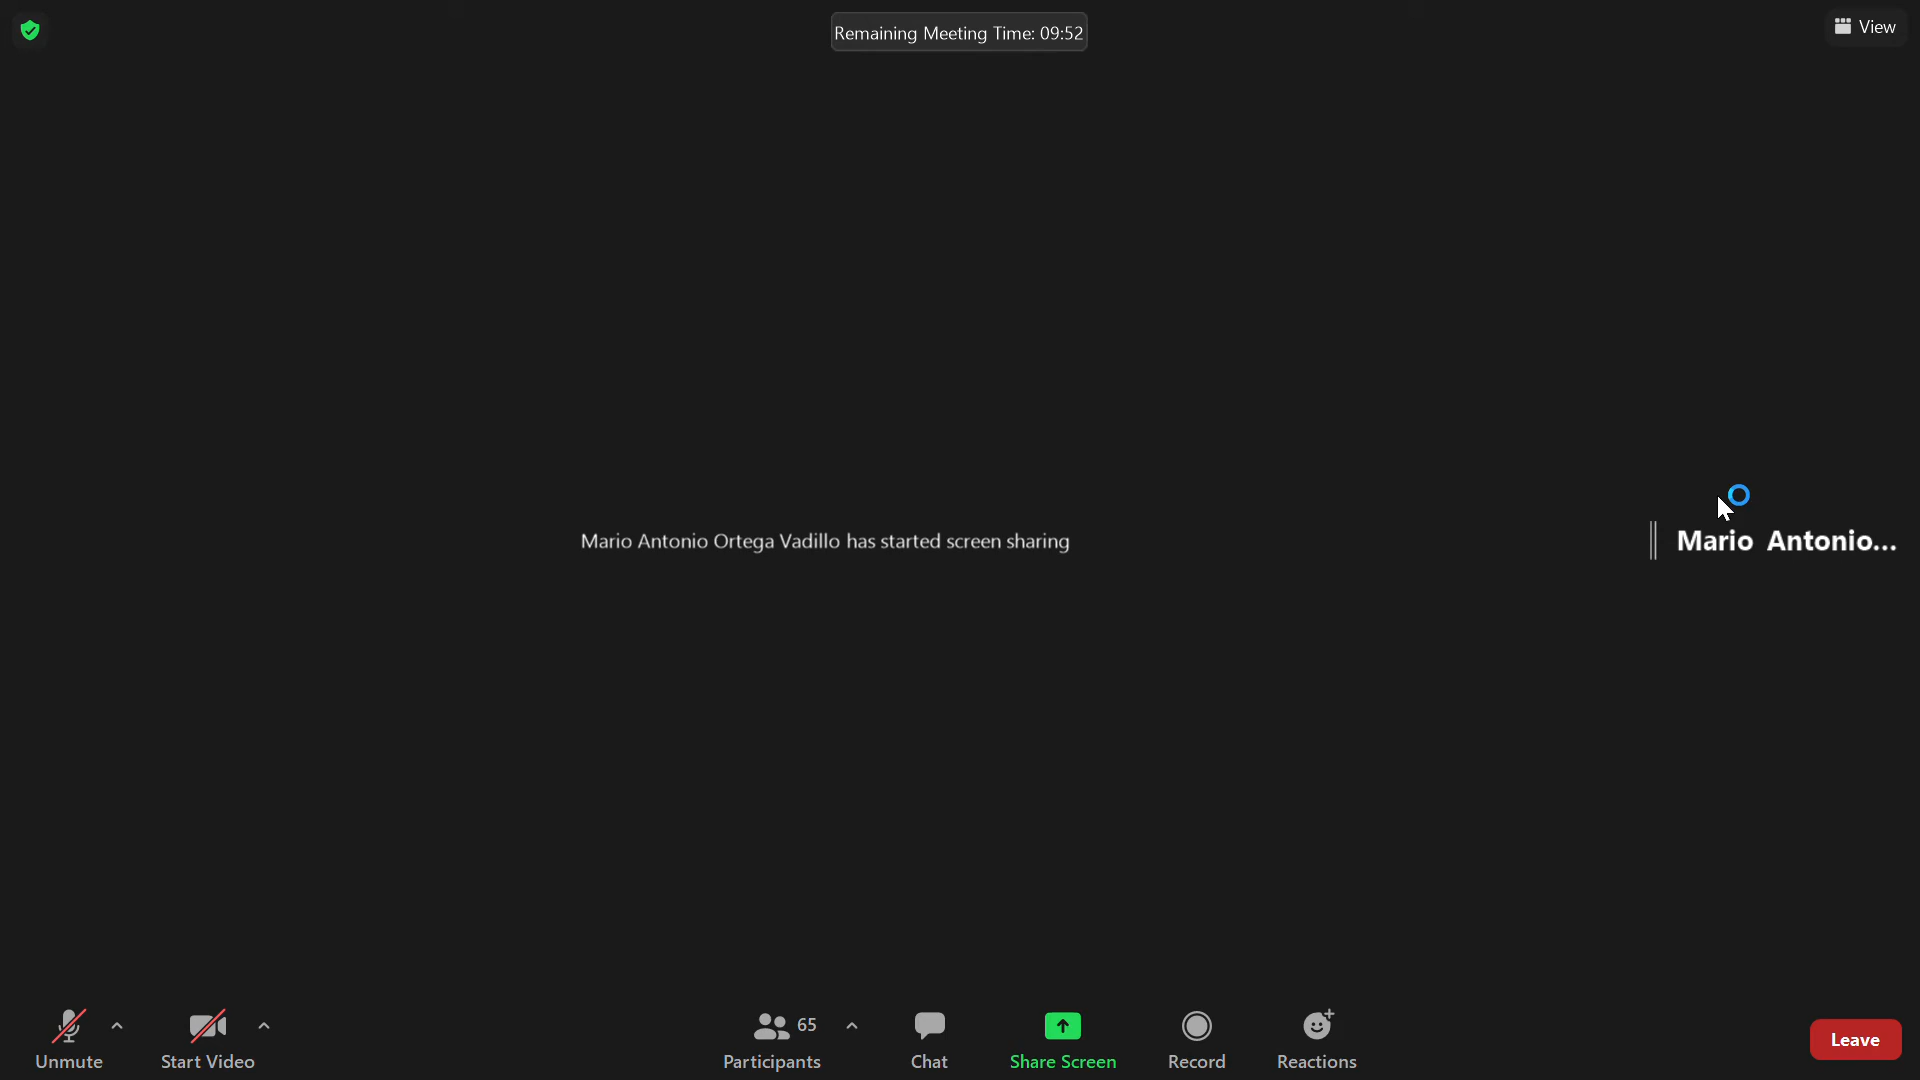 Remaining Meeting Time: 09:52
View
Mario Antonio Ortega Vadillo has started screen sharing
Mario Antonio...
Unmute
Start Video
65
Participants
Chat
Share Screen
Record
Reactions
Leave